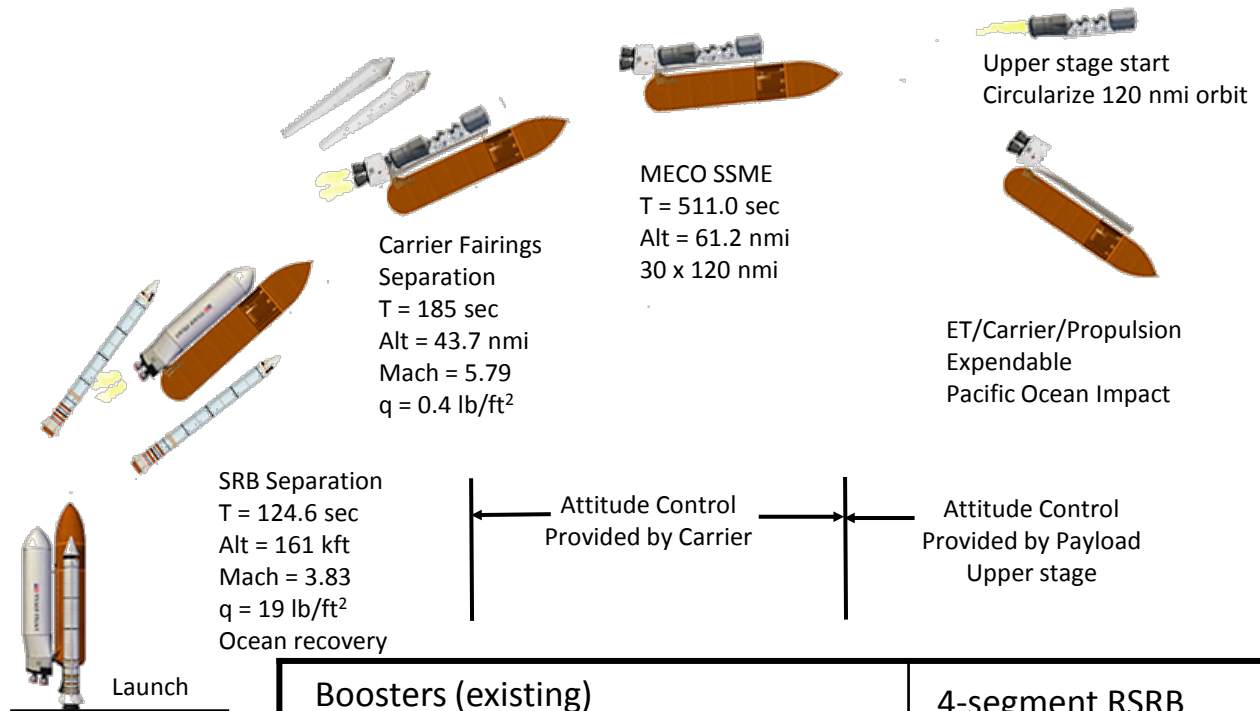 Upper stage start
Circularize 120 nmi orbit
MECO SSME
T = 511.0 sec
Alt = 61.2 nmi
30 x 120 nmi
Carrier Fairings
Separation
T = 185 sec
Alt = 43.7 nmi
Mach = 5.79
q = 0.4 lb/ft²
ET/Carrier/Propulsion
Expendable
Pacific Ocean Impact
SRB Separation
T = 124.6 sec
Alt = 161 kft
Mach = 3.83
q = 19 lb/ft²
Ocean recovery
Attitude Control
Provided by Carrier
Attitude Control
Provided by Payload
Upper stage
Launch
Boosters (existing)
4-segment RSRB